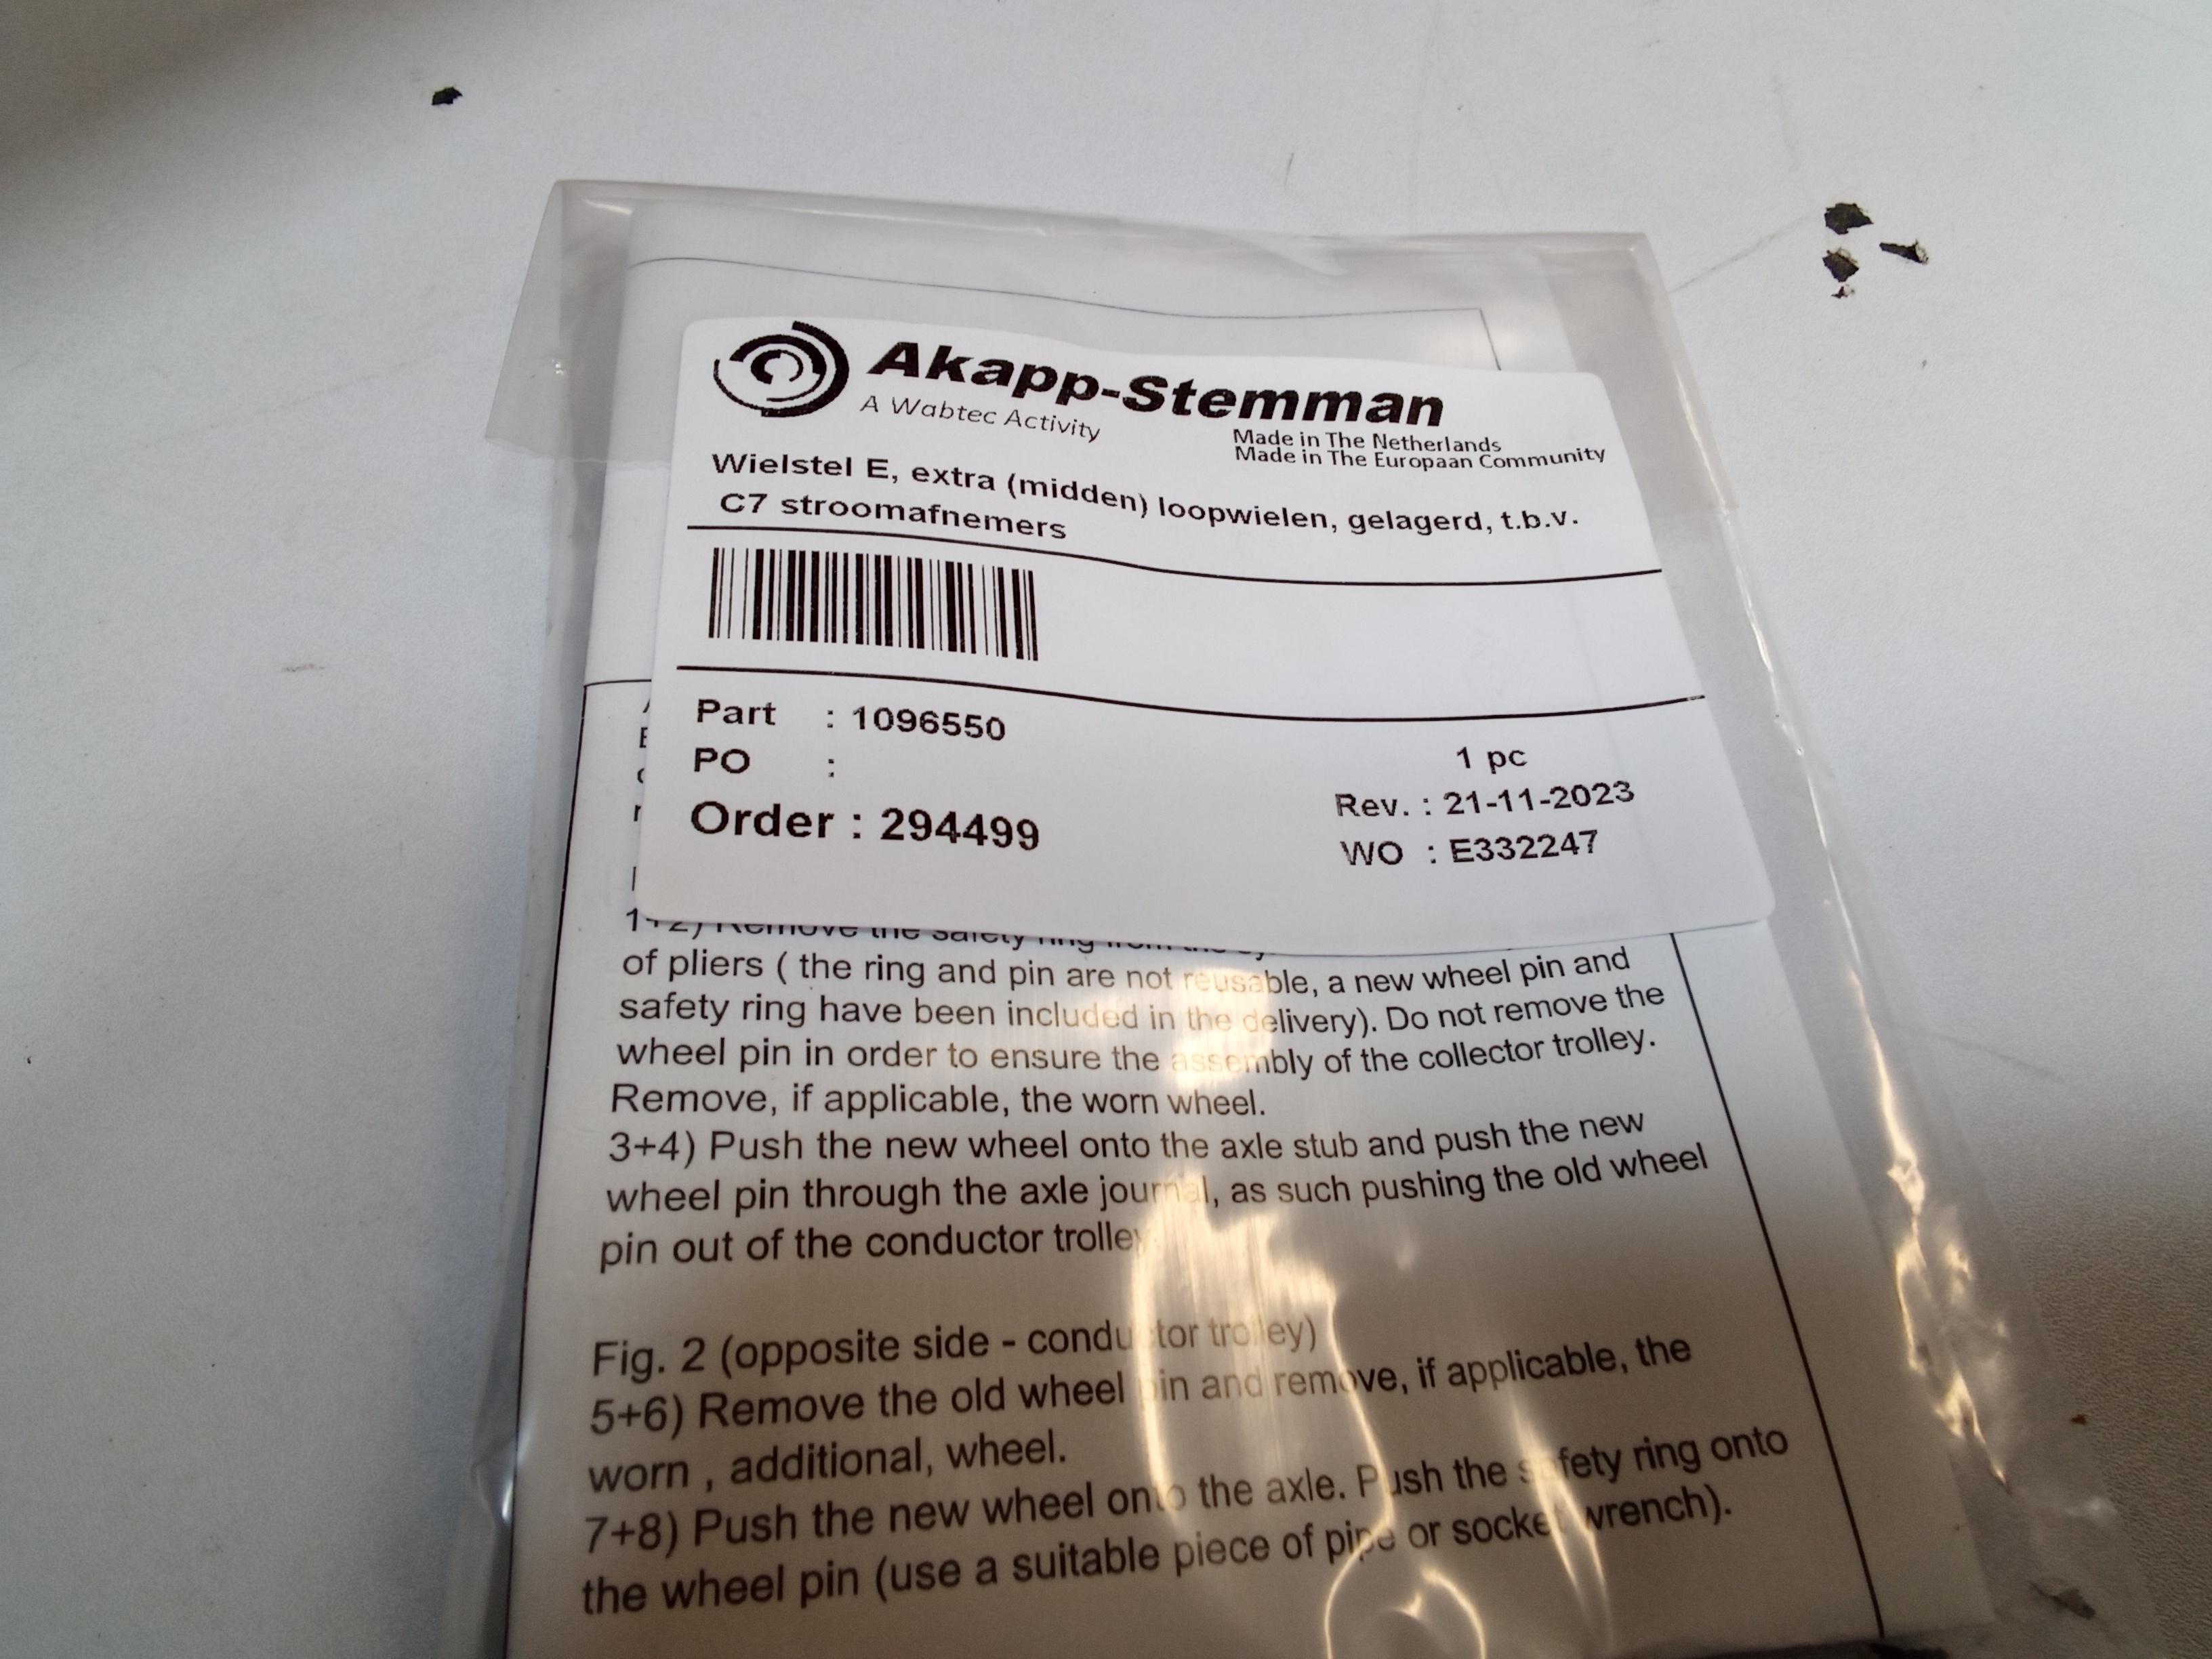 Akapp-Stemman
A Wabtec Activity
Made in The Netherlands
Made in The Europaan Community
Wielstel E, extra (midden) loopwielen, gelagerd, t.b.v.
C7 stroomafnemers
Part : 1096550
PO :
1 pc
Rev. : 21-11-2023
Order : 294499
WO : E332247
1+2) Remove the safety ring from the
of pliers ( the ring and pin are not reusable, a new wheel pin and
safety ring have been included in the delivery). Do not remove the
wheel pin in order to ensure the assembly of the collector trolley.
Remove, if applicable, the worn wheel.
3+4) Push the new wheel onto the axle stub and push the new
wheel pin through the axle journal, as such pushing the old wheel
pin out of the conductor trolley
Fig. 2 (opposite side - conductor trolley)
5+6) Remove the old wheel pin and remove, if applicable, the
worn , additional, wheel.
7+8) Push the new wheel onto the axle. Push the safety ring onto
the wheel pin (use a suitable piece of pipe or socket wrench).